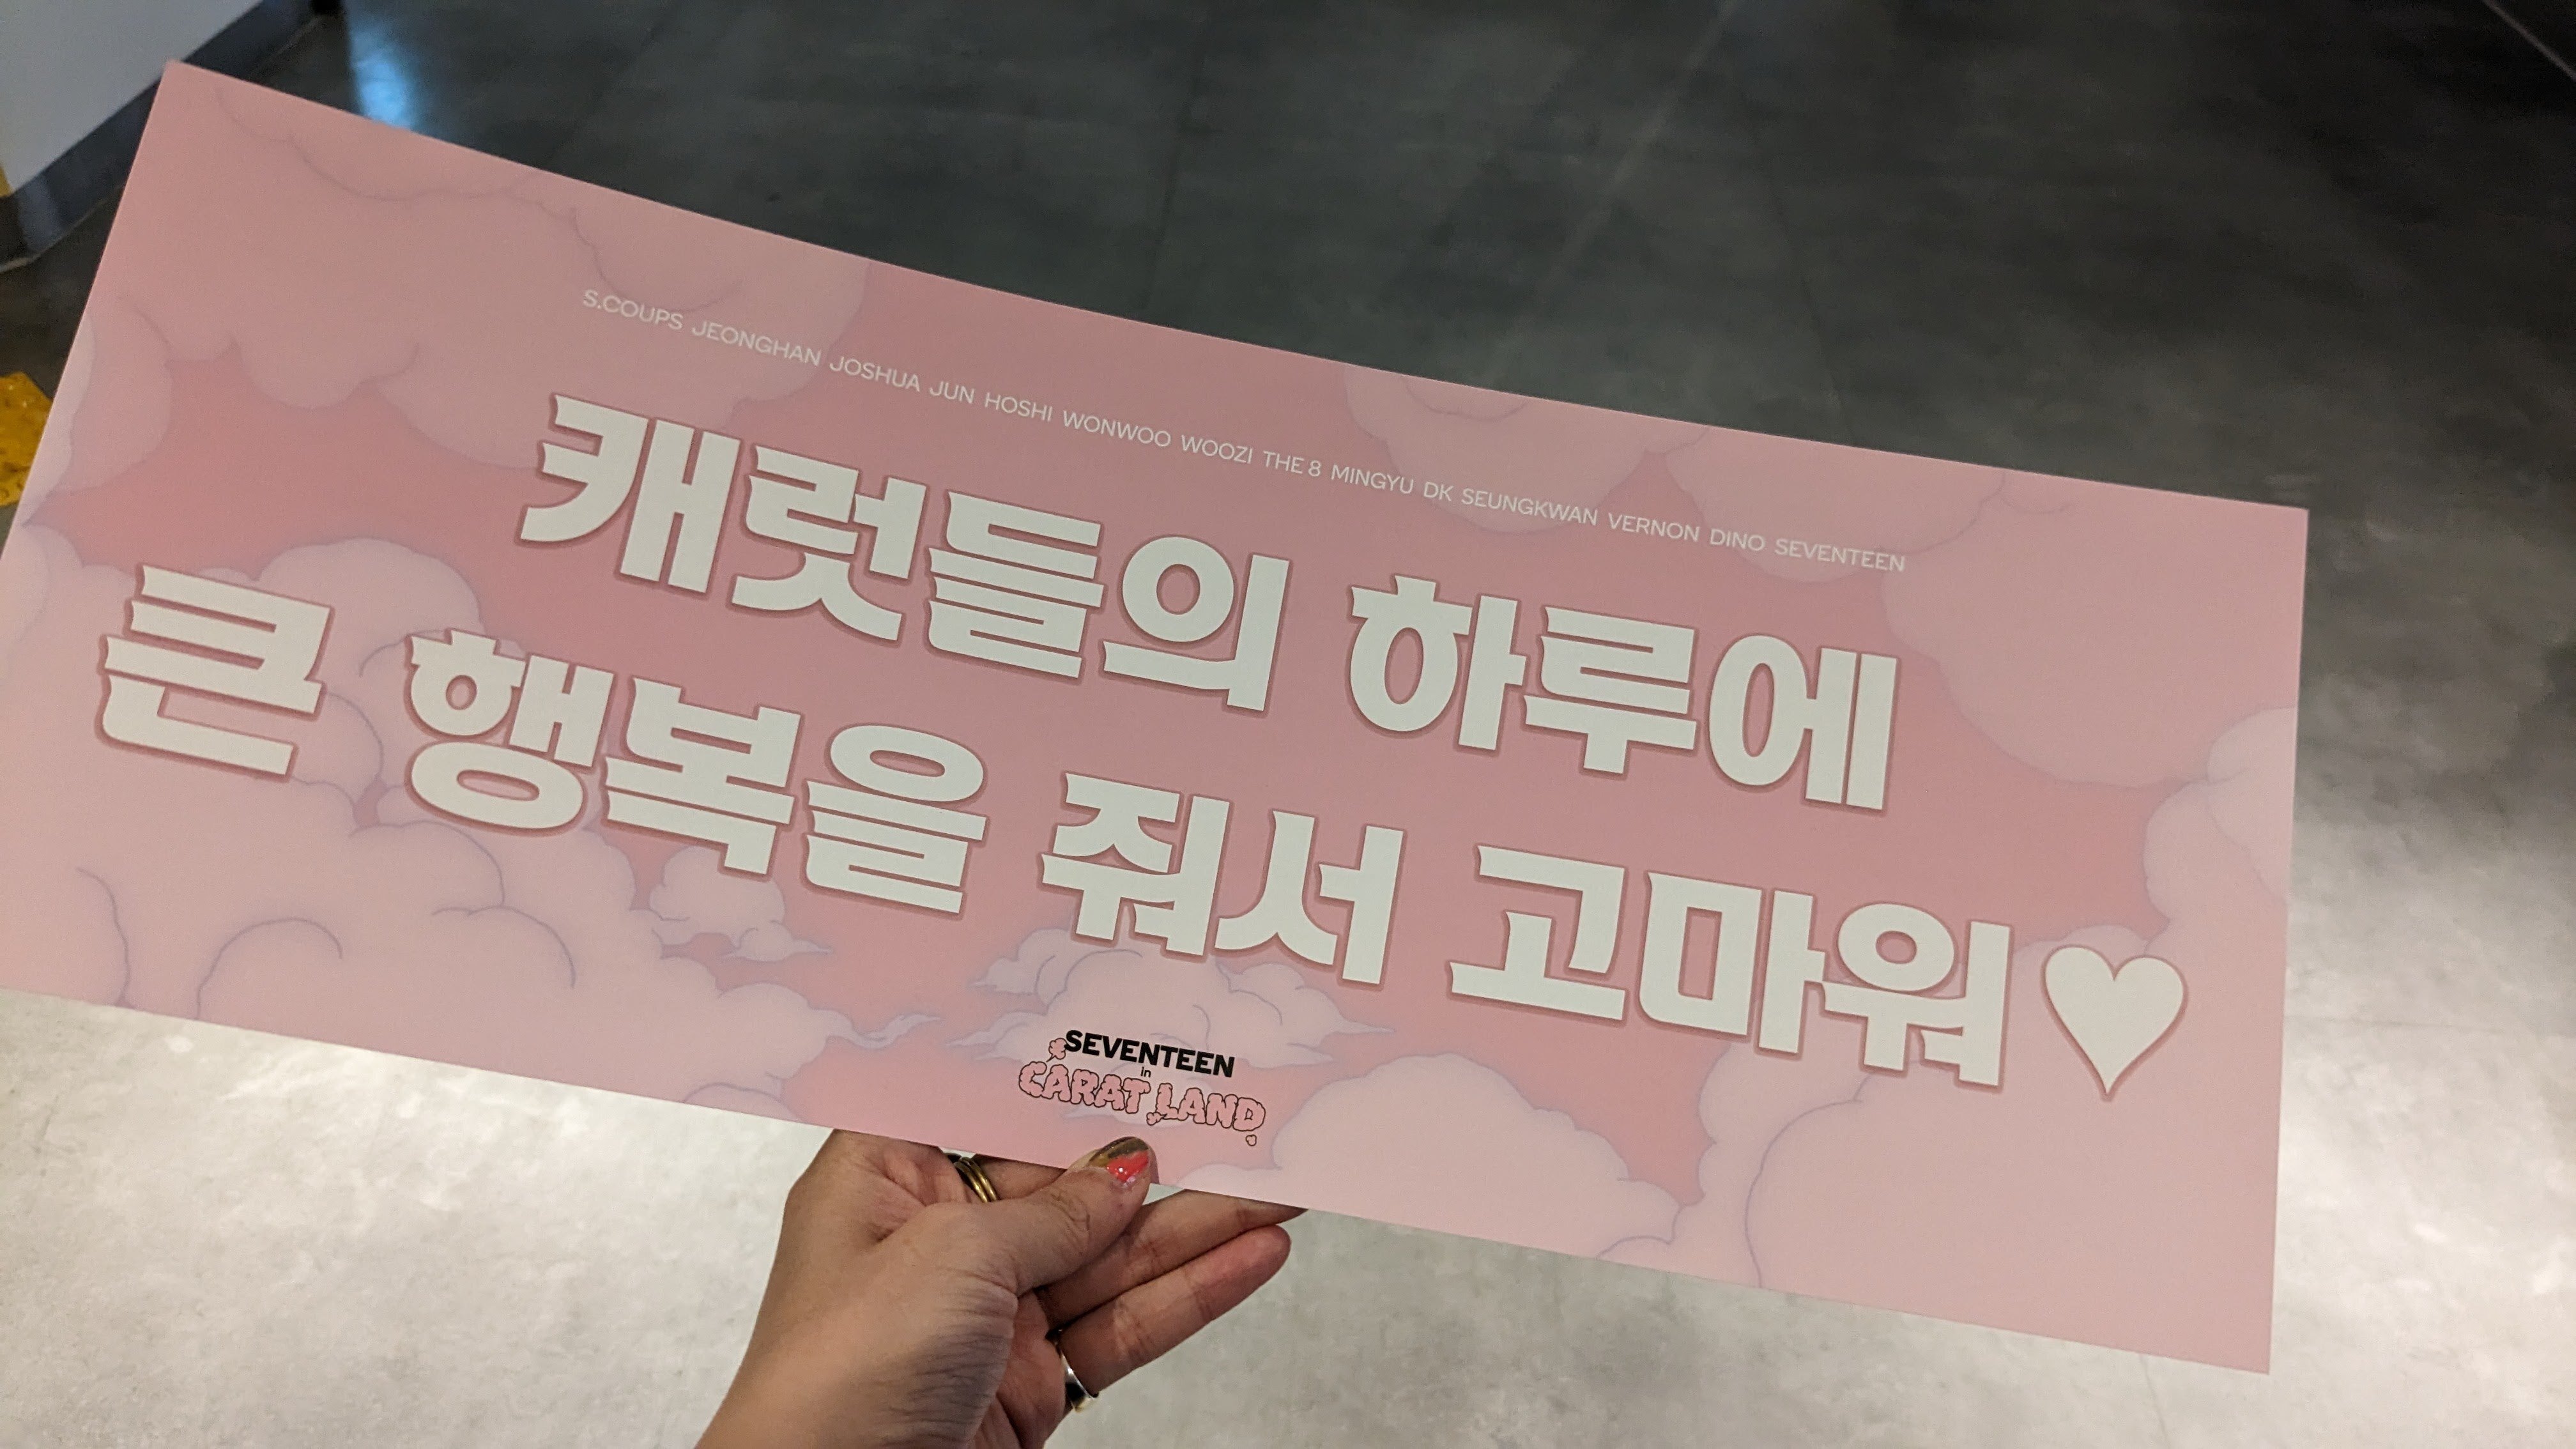 S.COUPS JEONGHAN JOSHUA JUN HOSHI WONWOO WOOZI THE 8 MINGYU DK SEUNGKWAN VERNON DINO SEVENTEEN
캐럿들의 하루에
큰 행복을 줘서 고마워♥
SEVENTEEN
in
CARAT LAND